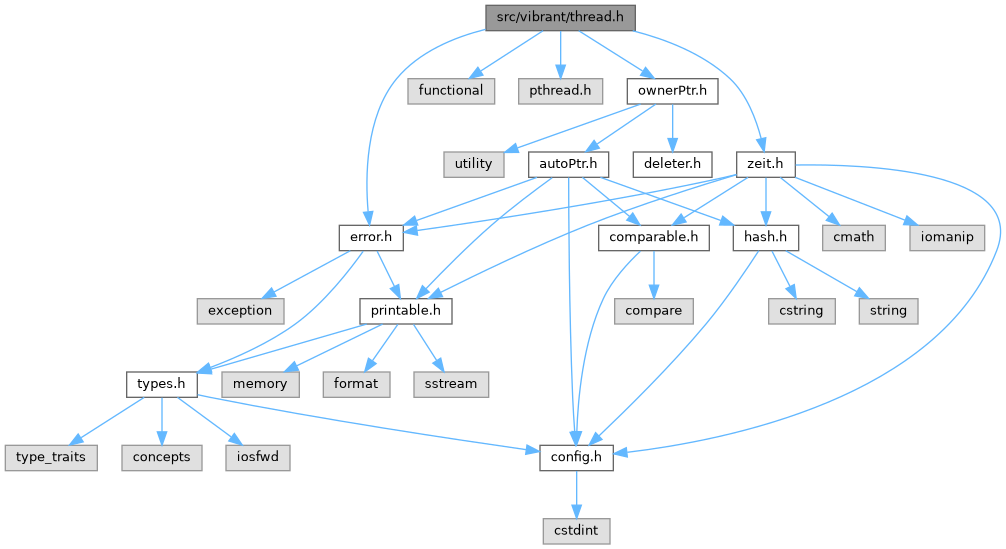 src/vibrant/thread.h
functional
pthread.h
ownerPtr.h
utility
autoPtr.h
deleter.h
zeit.h
error.h
comparable.h
hash.h
cmath
iomanip
exception
printable.h
compare
cstring
string
types.h
memory
format
sstream
type_traits
concepts
iosfwd
config.h
cstdint